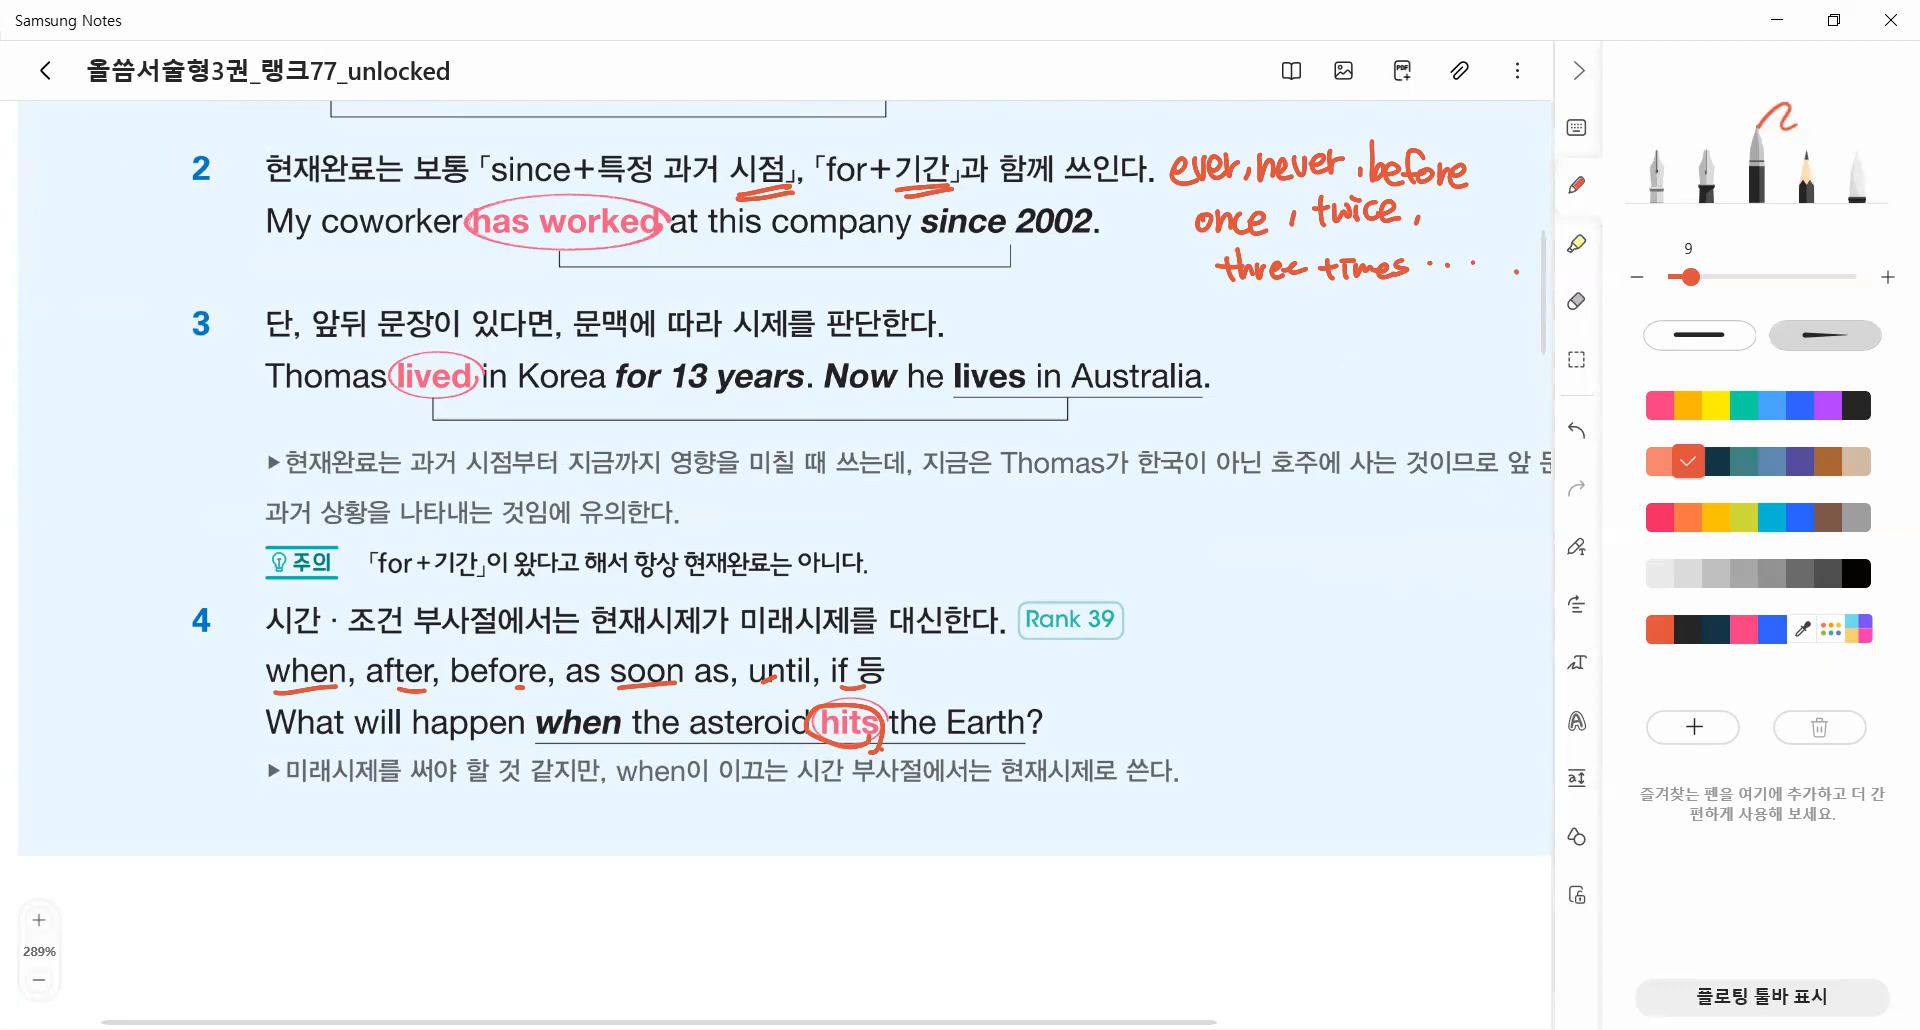 Samsung Notes
올씀서술형3권_랭크77_unlocked
2 현재완료는 보통 「since+특정 과거 시점」, 「for+기간」과 함께 쓰인다. ever, never, before
My coworker has worked at this company since 2002. once, twice,
three times ....
3 단, 앞뒤 문장이 있다면, 문맥에 따라 시제를 판단한다.
Thomas lived in Korea for 13 years. Now he lives in Australia.
▶현재완료는 과거 시점부터 지금까지 영향을 미칠 때 쓰는데, 지금은 Thomas가 한국이 아닌 호주에 사는 것이므로 앞
과거 상황을 나타내는 것임에 유의한다.
주의 「for+기간」이 왔다고 해서 항상 현재완료는 아니다.
4 시간 · 조건 부사절에서는 현재시제가 미래시제를 대신한다. Rank 39
when, after, before, as soon as, until, if 등
What will happen when the asteroid hits the Earth?
▶미래시제를 써야 할 것 같지만, when이 이끄는 시간 부사절에서는 현재시제로 쓴다.
289%
PDF
9
즐겨찾는 펜을 여기에 추가하고 더 간
편하게 사용해 보세요.
플로팅 툴바 표시